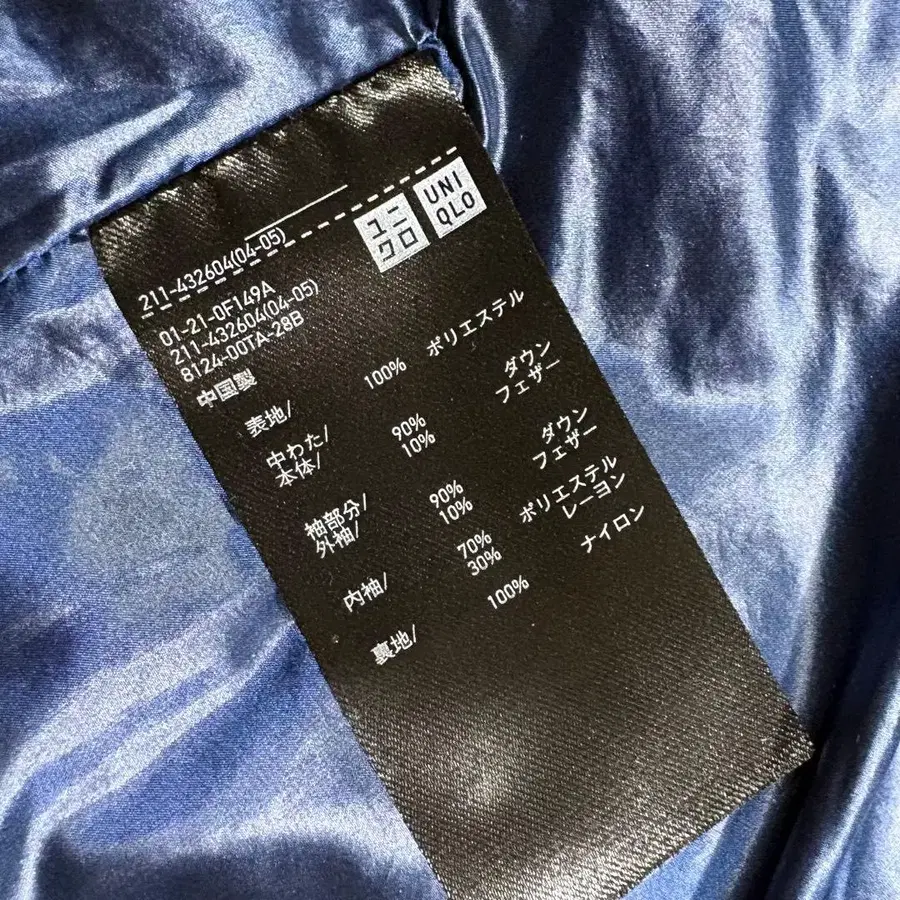 ユニ
クロ
UNI
QLO
211-432604(04-05)
01-21-0F149A
211-432604(04-05)
8124-00TA-28B
中国製
表地/ 100% ポリエステル
中わた/
本体/ 90% ダウン
10% フェザー
袖部分/
外袖/ 90% ダウン
10% フェザー
内袖/ 70% ポリエステル
30% レーヨン
裏地/ 100% ナイロン